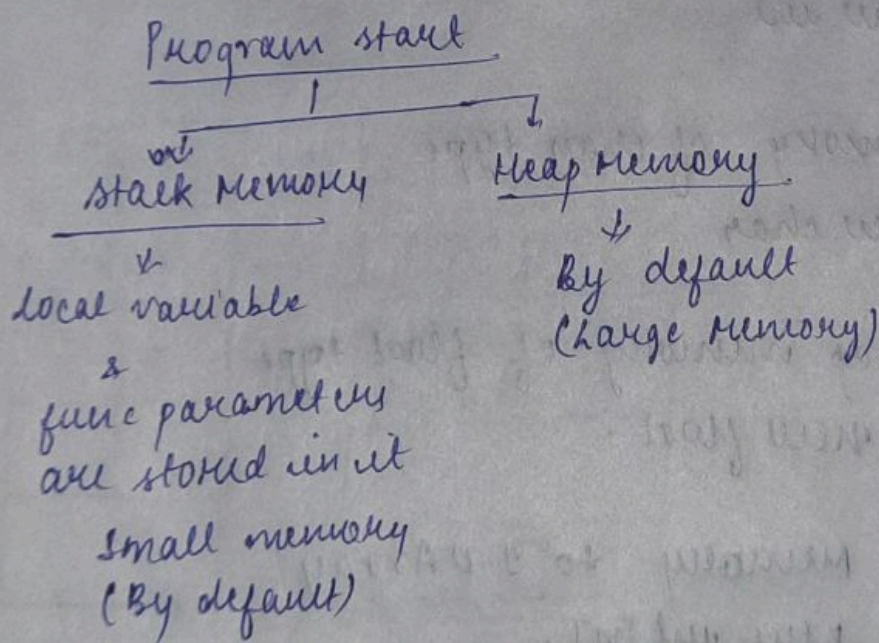 Program start
Stack Memory
Heap Memory
Local variable
&
func parameters
are stored in it
Small memory
(By default)
By default
(Large Memory)